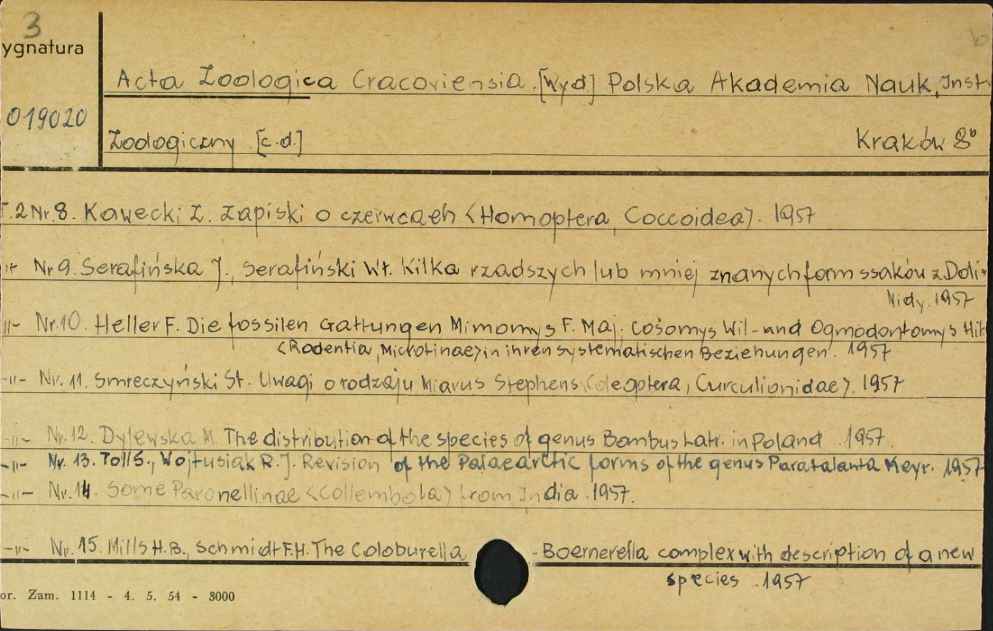 3
ygnatura
Acta Zoologica Cracoviensia. [Wyd] Polska Akademia Nauk, Inst.
019020
Zoologiczny [c.d.] Kraków 8°
T.2 Nr.8. Kawecki Z. Zapiski o czerwcach <Homoptera, Coccoidea>. 1957
-"- Nr 9. Serafińska J., Serafiński Wł. Kilka rzadszych lub mniej znanych form ssaków z Doli-
Nidy. 1957
-"- Nr.10. Heller F. Die fossilen Gattungen Mimomys F. Maj. Cosomys Wil- und Ogmodontomys Hit
<Rodentia, Microtinae> in ihren systematischen Beziehungen. 1957
-"- Nr. 11. Smreczyński St. Uwagi o rodzaju Miarus Stephens <Coleoptera, Curculionidae>. 1957
-"- Nr.12. Dylewska M. The distribution of the species of genus Bombus Latr. in Poland. 1957.
-"- Nr. 13. Toll S., Wojtusiak R.J. Revision of the Palaearctic forms of the genus Paratalanta Meyr. 1957
-"- Nr.14. Some Paronellinae <Collembola> from India. 1957.
-"- Nr.15. Mills H.B., Schmidt F.H. The Coloburella - Boernerella complex with description of a new
species. 1957
or. Zam. 1114 - 4. 5. 54 - 3000